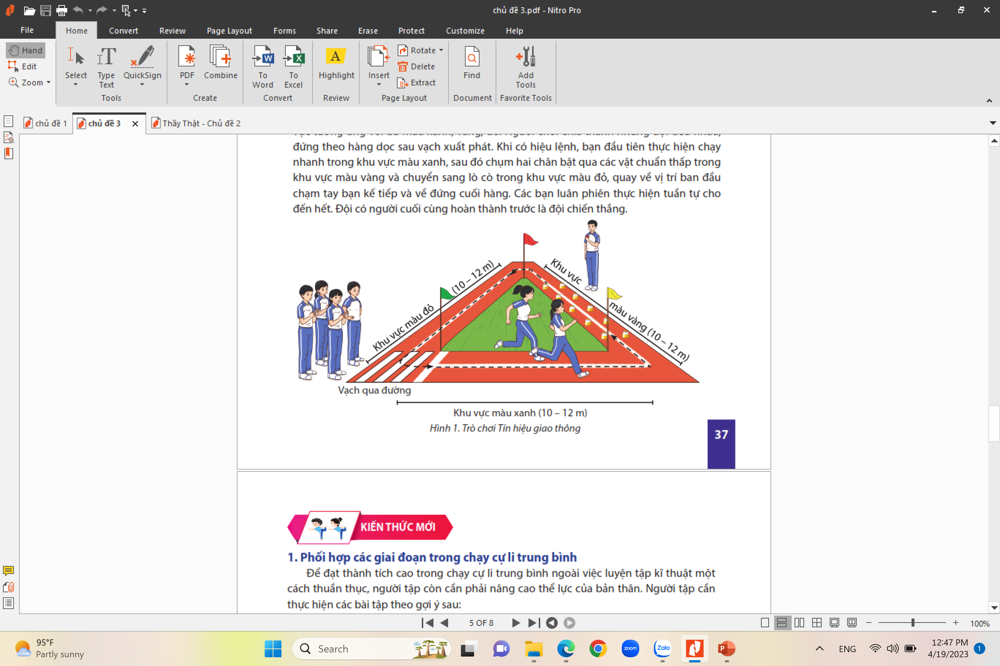 chủ đề 3.pdf - Nitro Pro
File Home Convert Review Page Layout Forms Share Erase Protect Customize Help
Hand
Edit
Zoom
Select
Type Text
QuickSign
Tools
PDF
Combine
Create
To Word
To Excel
Convert
A
Highlight
Review
Insert
Rotate
Delete
Extract
Page Layout
Find
Document
Add Tools
Favorite Tools
chủ đề 1
chủ đề 3
Thầy Thật - Chủ đề 2
đứng theo hàng dọc sau vạch xuất phát. Khi có hiệu lệnh, bạn đầu tiên thực hiện chạy
nhanh trong khu vực màu xanh, sau đó chụm hai chân bật qua các vật chuẩn thấp trong
khu vực màu vàng và chuyển sang lò cò trong khu vực màu đỏ, quay về vị trí ban đầu
chạm tay bạn kế tiếp và về đứng cuối hàng. Các bạn luân phiên thực hiện tuần tự cho
đến hết. Đội có người cuối cùng hoàn thành trước là đội chiến thắng.
Khu vực màu đỏ (10 – 12 m)
Khu vực màu vàng (10 – 12 m)
Vạch qua đường
Khu vực màu xanh (10 – 12 m)
Hình 1. Trò chơi Tín hiệu giao thông
37
KIẾN THỨC MỚI
1. Phối hợp các giai đoạn trong chạy cự li trung bình
Để đạt thành tích cao trong chạy cự li trung bình ngoài việc luyện tập kĩ thuật một
cách thuần thục, người tập còn cần phải nâng cao thể lực của bản thân. Người tập cần
thực hiện các bài tập theo gợi ý sau:
5 OF 8
100%
95°F
Partly sunny
Search
zoom
Zalo
P
ENG
12:47 PM
4/19/2023
1